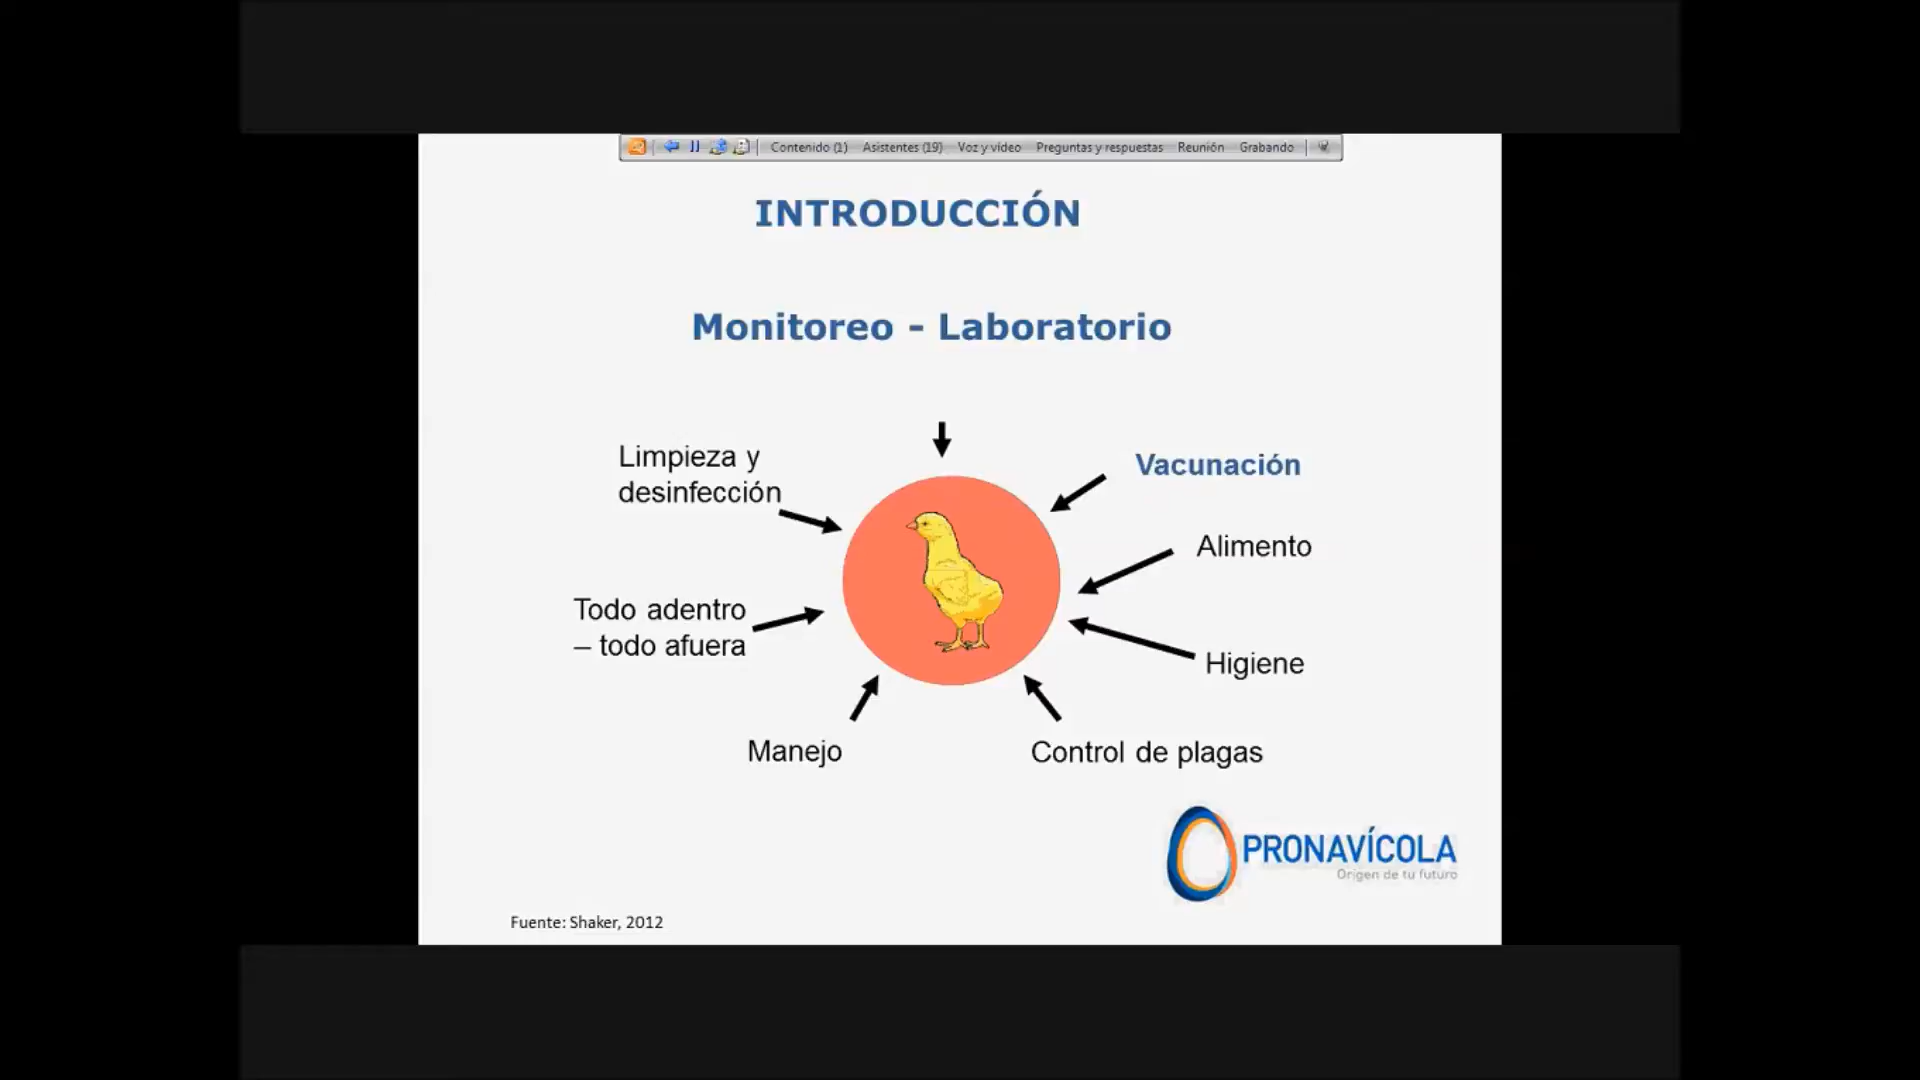 Contenido (1) Asistentes (19) Voz y vídeo Preguntas y respuestas Reunión Grabando
INTRODUCCIÓN
Monitoreo - Laboratorio
Limpieza y
desinfección
Vacunación
Alimento
Todo adentro
– todo afuera
Higiene
Manejo
Control de plagas
PRONAVÍCOLA
Origen de tu futuro
Fuente: Shaker, 2012